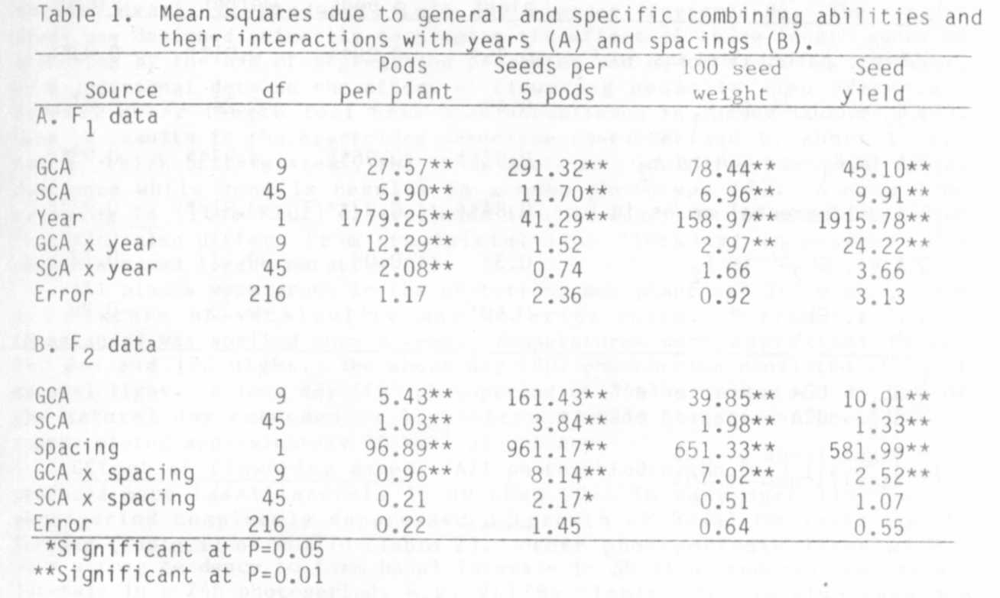 Table 1. Mean squares due to general and specific combining abilities and
their interactions with years (A) and spacings (B).
Pods Seeds per 100 seed Seed
Source df per plant 5 pods weight yield
A. F1 data
GCA 9 27.57** 291.32** 78.44** 45.10**
SCA 45 5.90** 11.70** 6.96** 9.91**
Year 1 1779.25** 41.29** 158.97** 1915.78**
GCA x year 9 12.29** 1.52 2.97** 24.22**
SCA x year 45 2.08** 0.74 1.66 3.66
Error 216 1.17 2.36 0.92 3.13
B. F2 data
GCA 9 5.43** 161.43** 39.85** 10.01**
SCA 45 1.03** 3.84** 1.98** 1.33**
Spacing 1 96.89** 961.17** 651.33** 581.99**
GCA x spacing 9 0.96** 8.14** 7.02** 2.52**
SCA x spacing 45 0.21 2.17* 0.51 1.07
Error 216 0.22 1.45 0.64 0.55
*Significant at P=0.05
**Significant at P=0.01